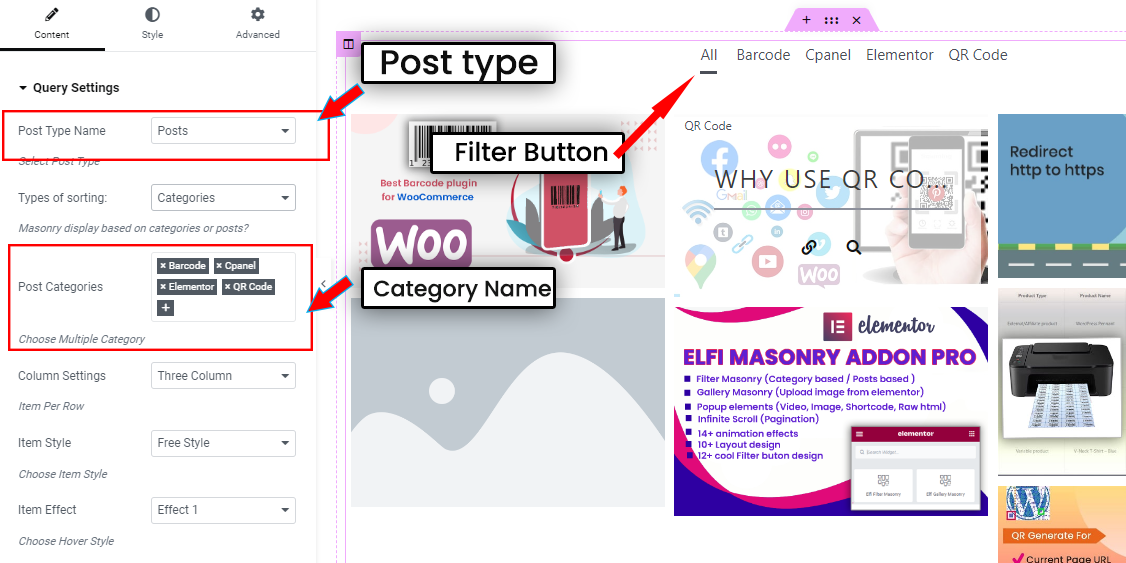 Content
Style
Advanced
Query Settings
Post Type Name
Posts
Select Post Type
Types of sorting:
Categories
Masonry display based on categories or posts?
Post Categories
× Barcode × Cpanel
× Elementor × QR Code
+
Choose Multiple Category
Column Settings
Three Column
Item Per Row
Item Style
Free Style
Choose Item Style
Item Effect
Effect 1
Choose Hover Style
Post type
Filter Button
Category Name
All Barcode Cpanel Elementor QR Code
Best Barcode plugin
for WooCommerce
WOO
QR Code
WHY USE QR CO...
GMail
WOO
Redirect
http to https
elementor
ELFI MASONRY ADDON PRO
Filter Masonry (Category based / Posts based )
Gallery Masonry (Upload image from elementor)
Popup elements (Video, Image, Shortcode, Raw html)
Infinite Scroll (Pagination)
14+ animation effects
10+ Layout design
12+ cool Filter buton design
elementor
Search Widget...
Elfi Filter Masonry
Elfi Gallery Masonry
Product Type
Product Name
Variable product
QR Generate For
Current Page URL